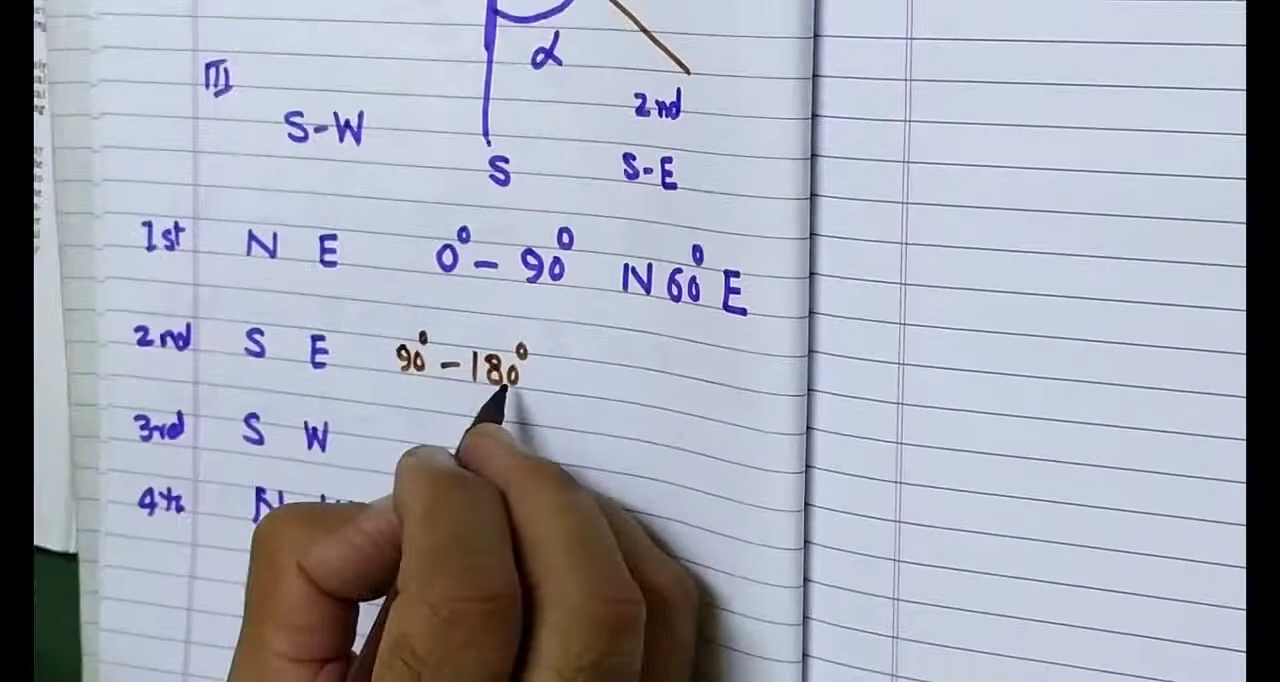 α
III
2nd
S-W
S
S-E
1st N E 0° - 90° N 60° E
2nd S E 90° - 180°
3rd S W
4th N